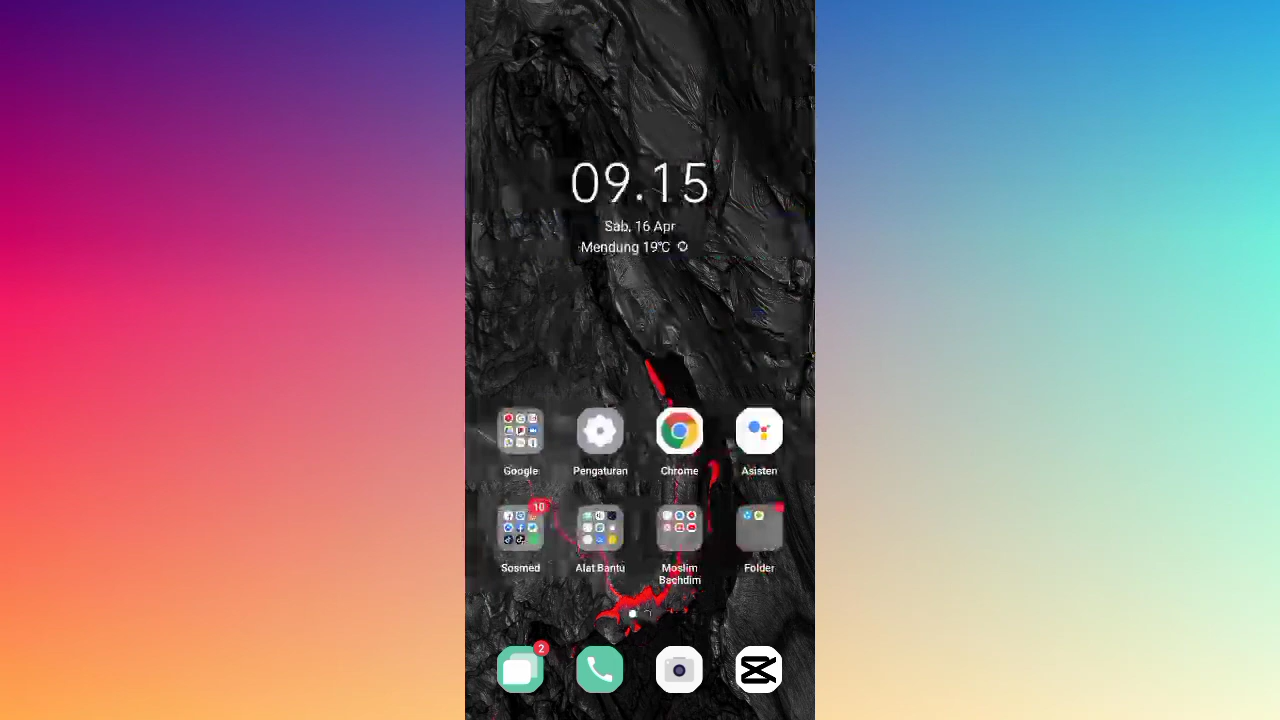 09.15
Sab, 16 Apr
Mendung 19°C
Google
Pengaturan
Chrome
Asisten
10
Sosmed
Alat Bantu
Moslim
Bachdim
Folder
2